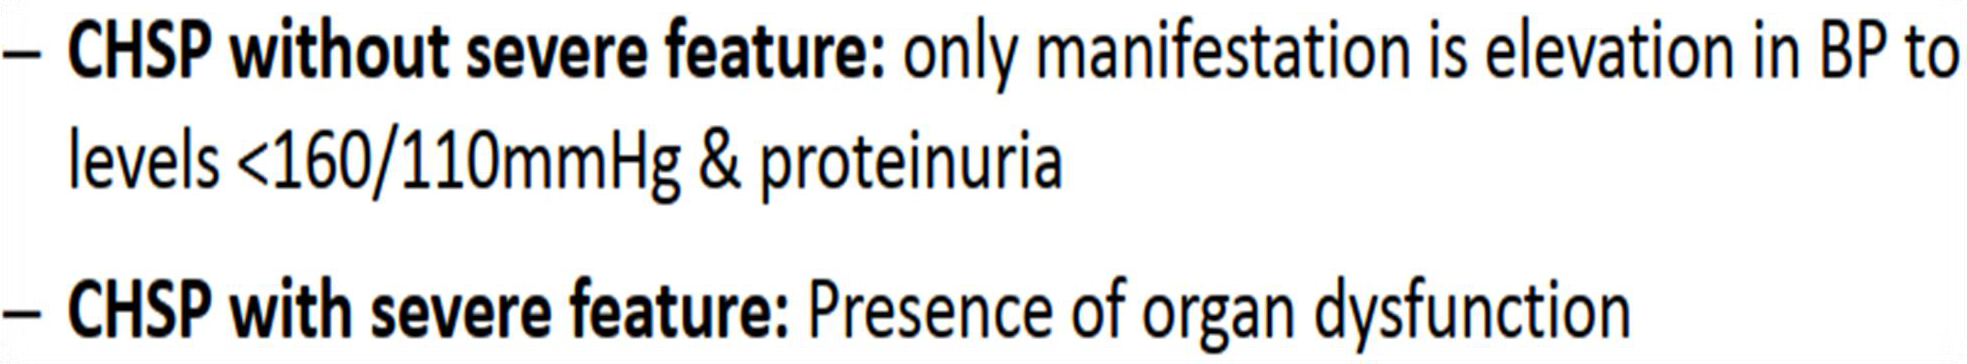 – CHSP without severe feature: only manifestation is elevation in BP to
levels <160/110mmHg & proteinuria
– CHSP with severe feature: Presence of organ dysfunction